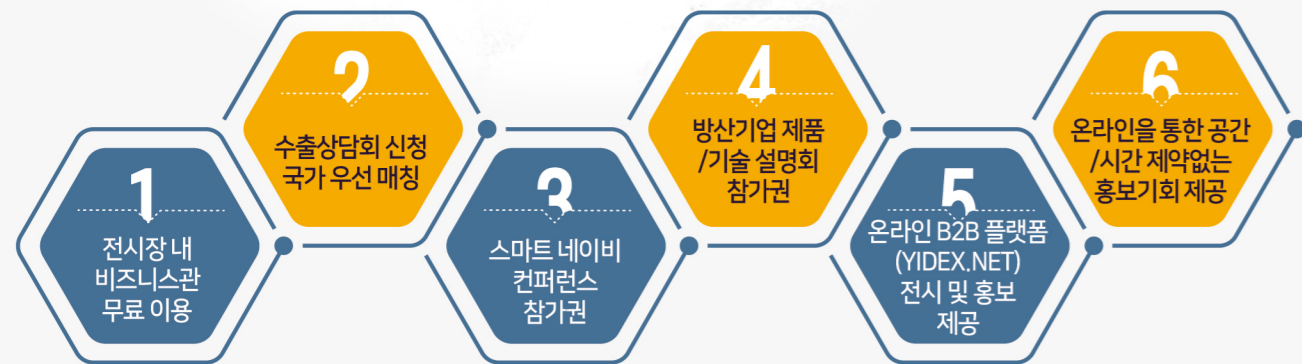 1
전시장 내
비즈니스관
무료 이용
2
수출상담회 신청
국가 우선 매칭
3
스마트 네이비
컨퍼런스
참가권
4
방산기업 제품
/기술 설명회
참가권
5
온라인 B2B 플랫폼
(YIDEX.NET)
전시 및 홍보
제공
6
온라인을 통한 공간
/시간 제약없는
홍보기회 제공